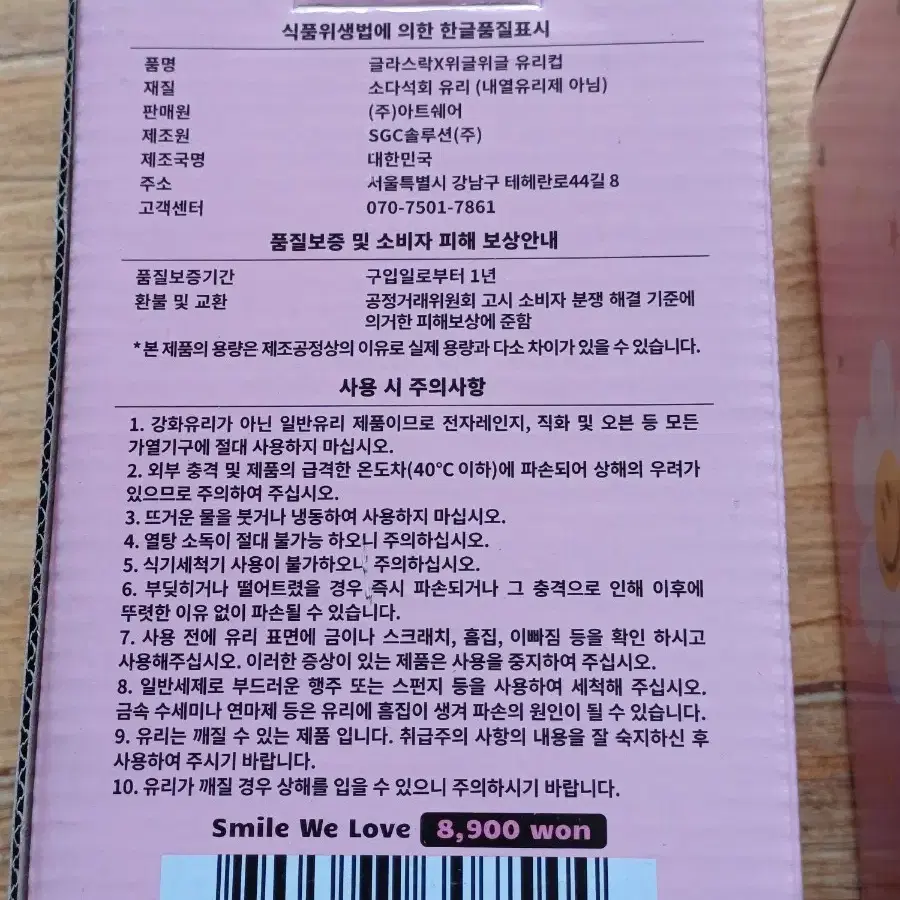 식품위생법에 의한 한글품질표시
품명 글라스락X위글위글 유리컵
재질 소다석회 유리 (내열유리제 아님)
판매원 (주)아트쉐어
제조원 SGC솔루션(주)
제조국명 대한민국
주소 서울특별시 강남구 테헤란로44길 8
고객센터 070-7501-7861
품질보증 및 소비자 피해 보상안내
품질보증기간 구입일로부터 1년
환불 및 교환 공정거래위원회 고시 소비자 분쟁 해결 기준에
의거한 피해보상에 준함
*본 제품의 용량은 제조공정상의 이유로 실제 용량과 다소 차이가 있을 수 있습니다.
사용 시 주의사항
1. 강화유리가 아닌 일반유리 제품이므로 전자레인지, 직화 및 오븐 등 모든
가열기구에 절대 사용하지 마십시오.
2. 외부 충격 및 제품의 급격한 온도차(40℃ 이하)에 파손되어 상해의 우려가
있으므로 주의하여 주십시오.
3. 뜨거운 물을 붓거나 냉동하여 사용하지 마십시오.
4. 열탕 소독이 절대 불가능 하오니 주의하십시오.
5. 식기세척기 사용이 불가하오니 주의하십시오.
6. 부딪히거나 떨어트렸을 경우 즉시 파손되거나 그 충격으로 인해 이후에
뚜렷한 이유 없이 파손될 수 있습니다.
7. 사용 전에 유리 표면에 금이나 스크래치, 흠집, 이빠짐 등을 확인 하시고
사용해주십시오. 이러한 증상이 있는 제품은 사용을 중지하여 주십시오.
8. 일반세제로 부드러운 행주 또는 스펀지 등을 사용하여 세척해 주십시오.
금속 수세미나 연마제 등은 유리에 흠집이 생겨 파손의 원인이 될 수 있습니다.
9. 유리는 깨질 수 있는 제품 입니다. 취급주의 사항의 내용을 잘 숙지하신 후
사용하여 주시기 바랍니다.
10. 유리가 깨질 경우 상해를 입을 수 있으니 주의하시기 바랍니다.
Smile We Love 8,900 won